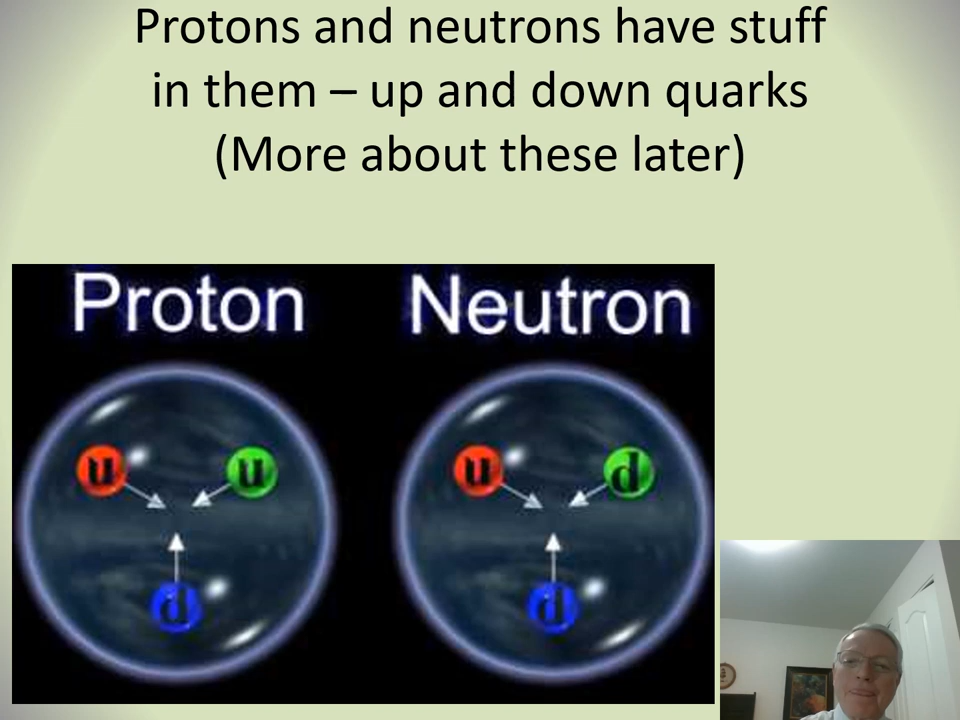 Protons and neutrons have stuff
in them – up and down quarks
(More about these later)
Proton Neutron
u u u d
d d